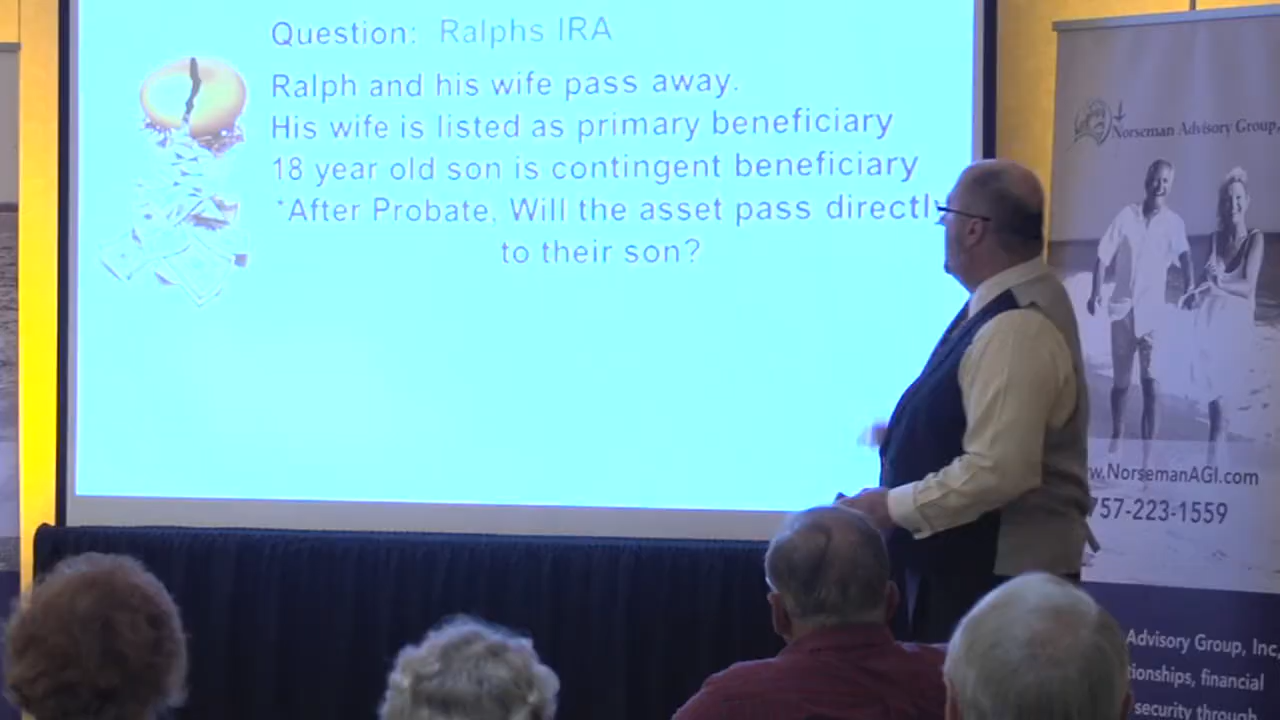 Question: Ralphs IRA
Ralph and his wife pass away.
His wife is listed as primary beneficiary
18 year old son is contingent beneficiary
*After Probate. Will the asset pass directly
to their son?
Norseman Advisory Group,
w.NorsemanAGI.com
757-223-1559
Advisory Group, Inc,
tionships, financial
security through